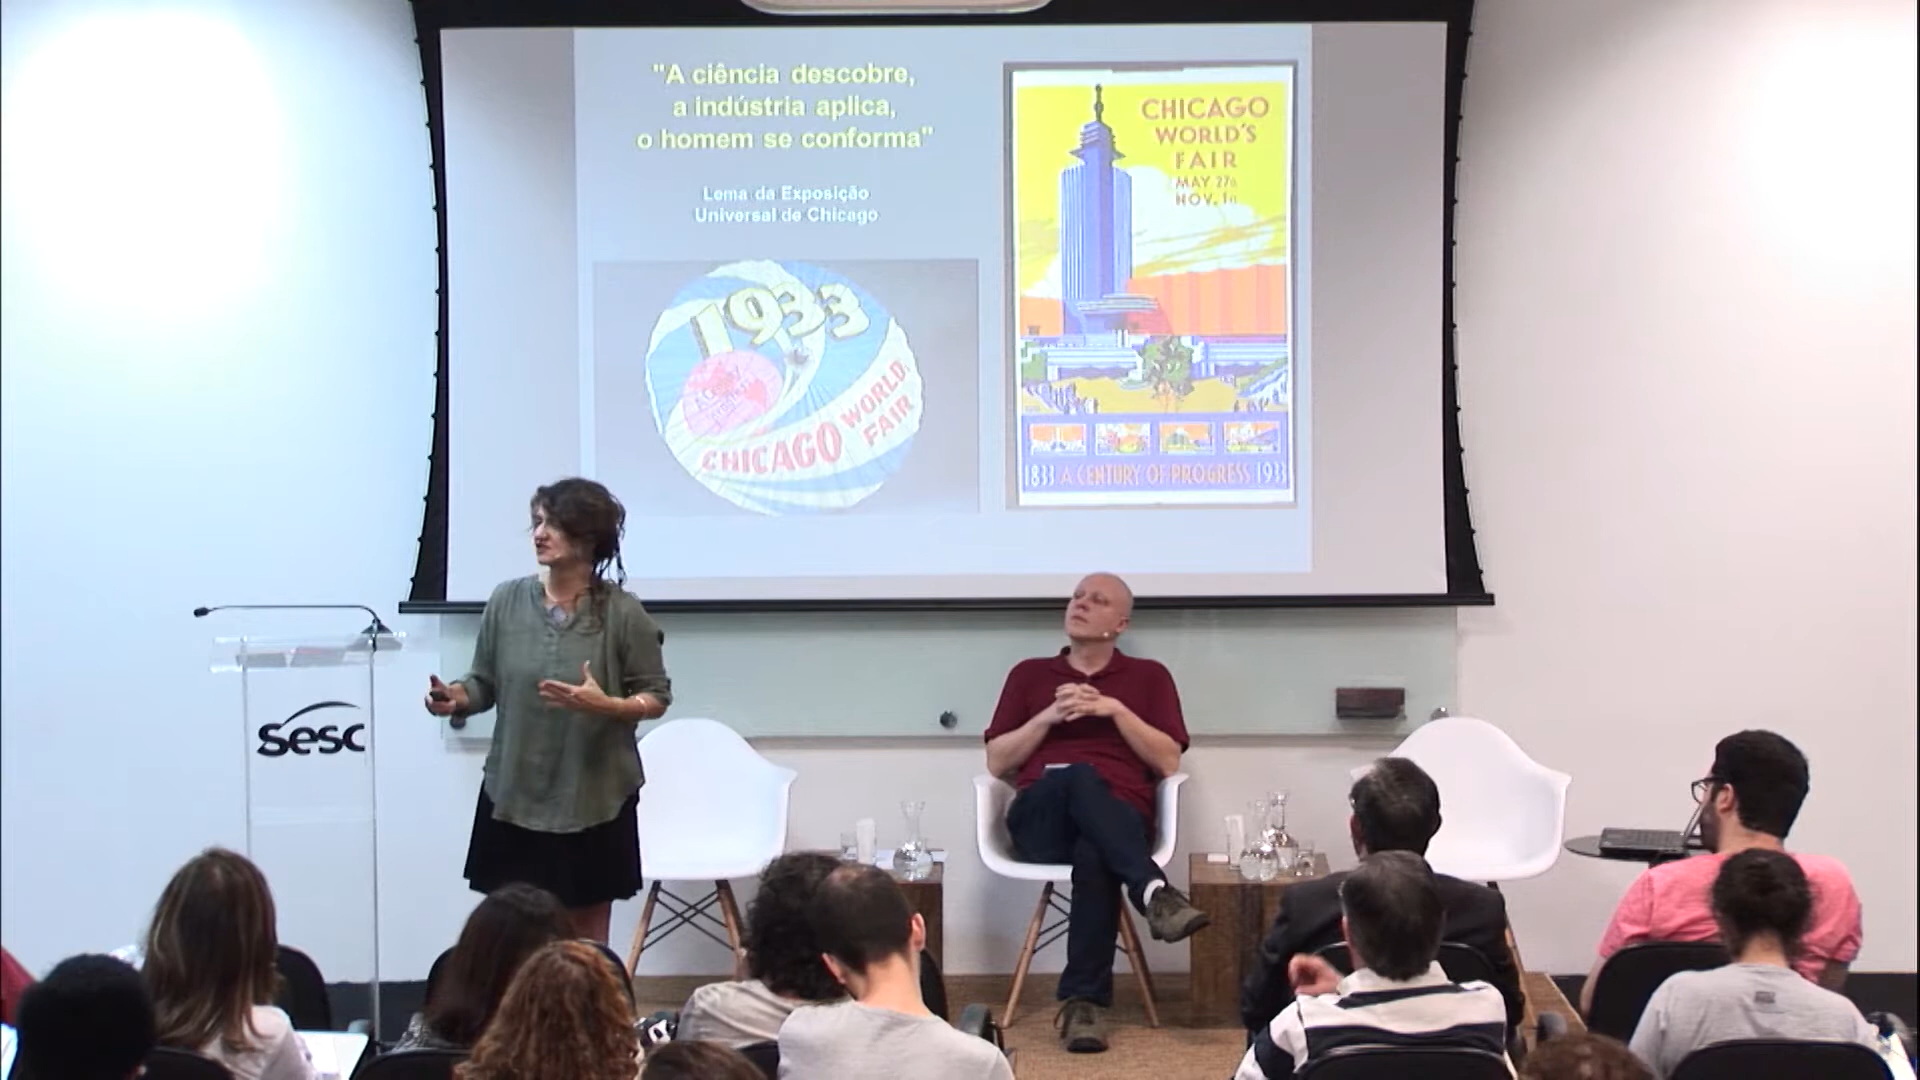 "A ciência descobre,
a indústria aplica,
o homem se conforma"
Lema da Exposição
Universal de Chicago
1933
CHICAGO
WORLD
FAIR
CHICAGO
WORLD'S
FAIR
MAY 27th
NOV. 1st
1833 A CENTURY OF PROGRESS 1933
sesc